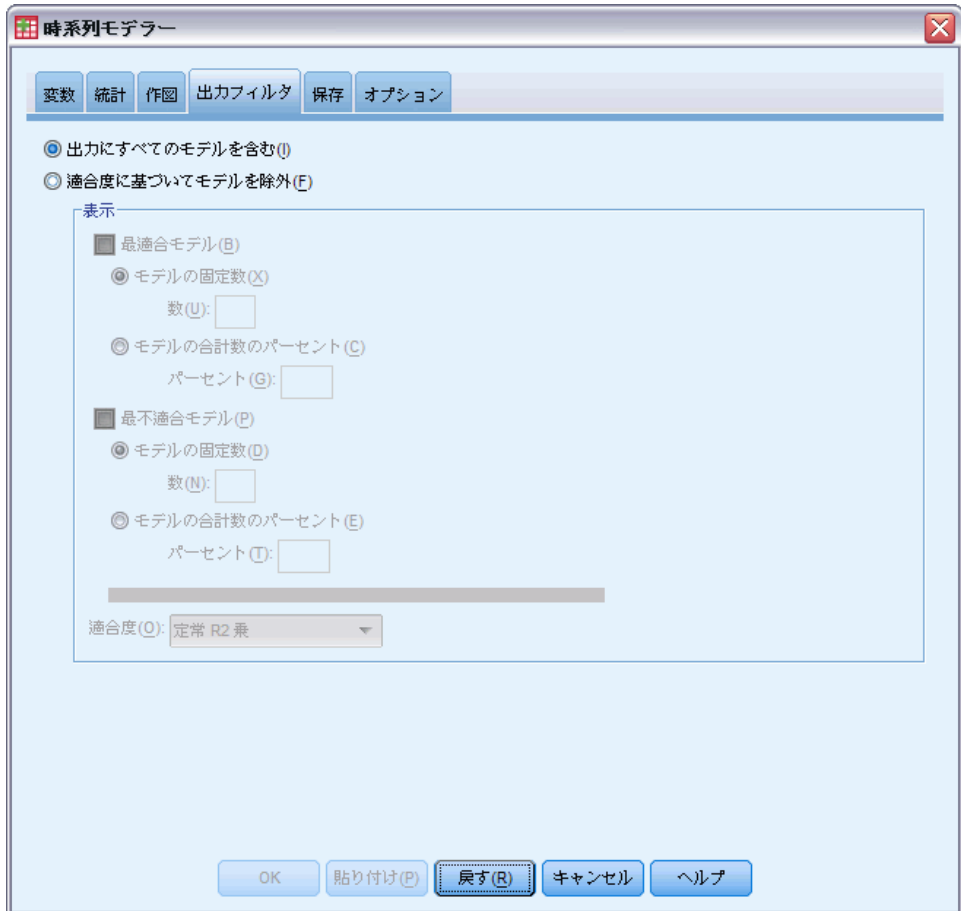 時系列モデラー
変数 統計 作図 出力フィルタ 保存 オプション
出力にすべてのモデルを含む(I)
適合度に基づいてモデルを除外(F)
表示
最適合モデル(B)
モデルの固定数(X)
数(U):
モデルの合計数のパーセント(C)
パーセント(G):
最不適合モデル(P)
モデルの固定数(D)
数(N):
モデルの合計数のパーセント(E)
パーセント(T):
適合度(O): 定常 R2 乗
OK 貼り付け(P) 戻す(R) キャンセル ヘルプ